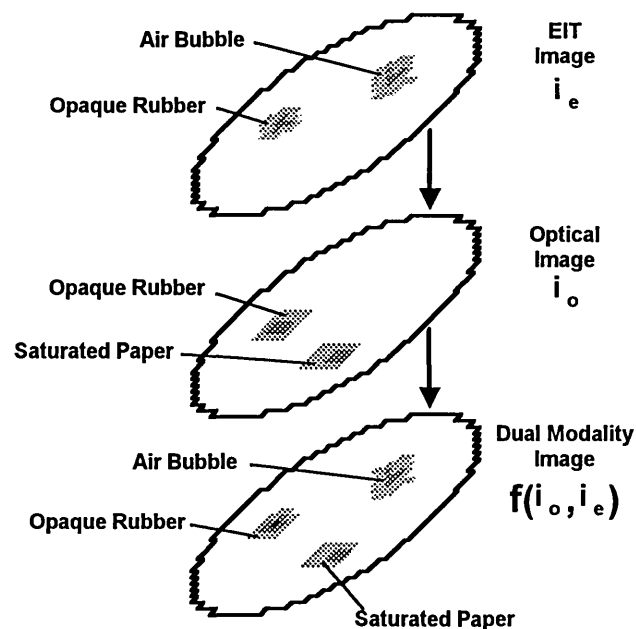 Air Bubble
Opaque Rubber
EIT
Image
i e
Opaque Rubber
Saturated Paper
Optical
Image
i o
Air Bubble
Opaque Rubber
Saturated Paper
Dual Modality
Image
f(i o , i e )